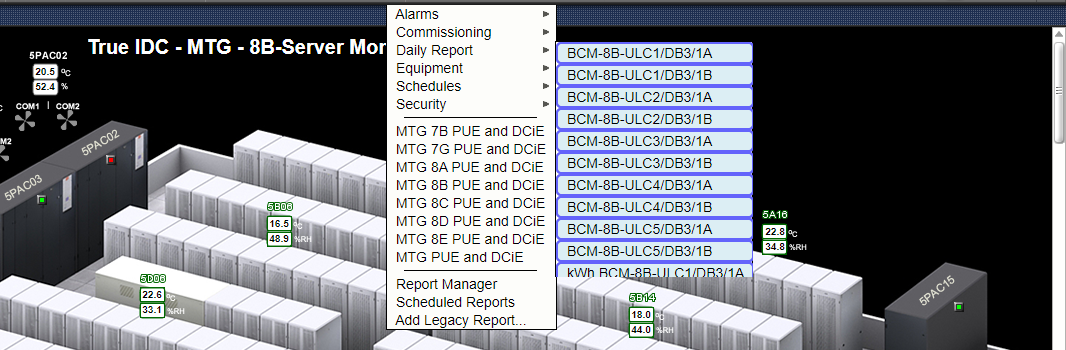 True IDC - MTG - 8B-Server Mor
5PAC02
20.5 ºC
52.4 %
COM1 | COM2
M2
5PAC02
5PAC03
5B06
16.5 ºC
48.9 %RH
5D06
22.6 ºC
33.1 %RH
Alarms
Commissioning
Daily Report
Equipment
Schedules
Security
MTG 7B PUE and DCiE
MTG 7G PUE and DCiE
MTG 8A PUE and DCiE
MTG 8B PUE and DCiE
MTG 8C PUE and DCiE
MTG 8D PUE and DCiE
MTG 8E PUE and DCiE
MTG PUE and DCiE
Report Manager
Scheduled Reports
Add Legacy Report...
BCM-8B-ULC1/DB3/1A
BCM-8B-ULC1/DB3/1B
BCM-8B-ULC2/DB3/1A
BCM-8B-ULC2/DB3/1B
BCM-8B-ULC3/DB3/1A
BCM-8B-ULC3/DB3/1B
BCM-8B-ULC4/DB3/1A
BCM-8B-ULC4/DB3/1B
BCM-8B-ULC5/DB3/1A
BCM-8B-ULC5/DB3/1B
kWh BCM-8B-ULC1/DB3/1A
5A16
22.8 ºC
34.8 %RH
5B14
18.0 ºC
44.0 %RH
5PAC15